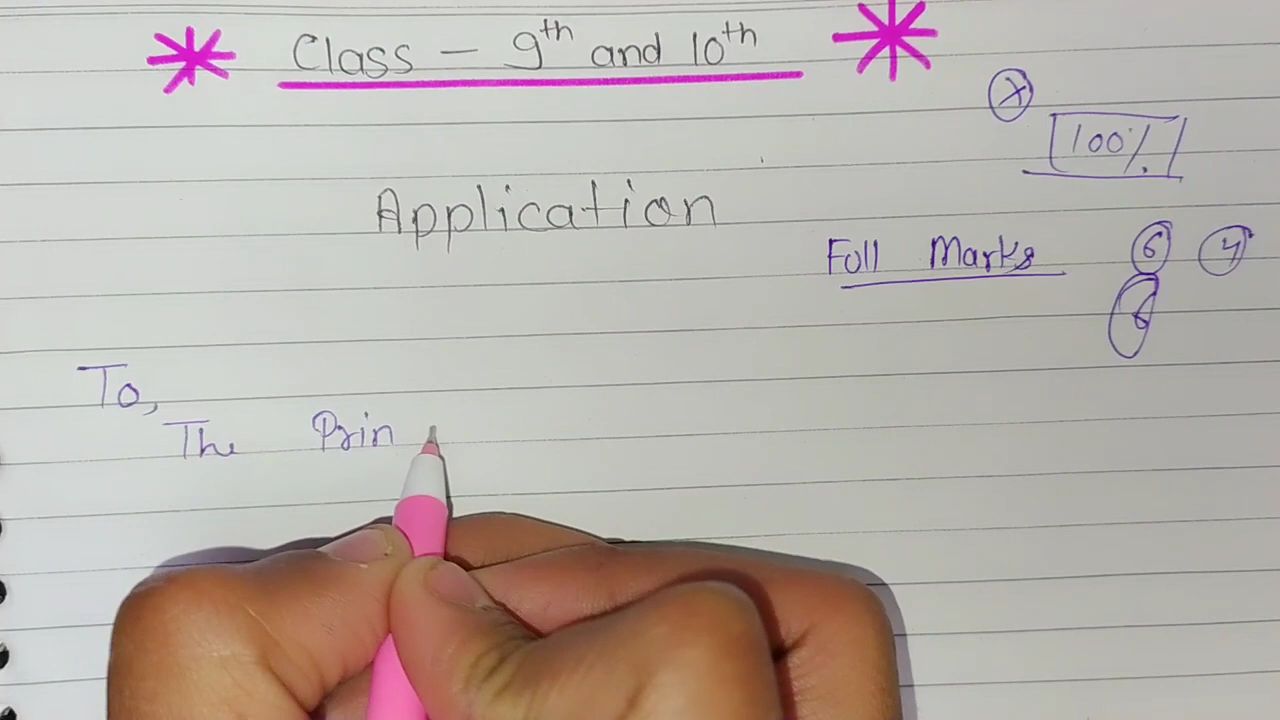 Class – 9th and 10th
100%
Application
Full Marks 6 4
6
To,
The Prin